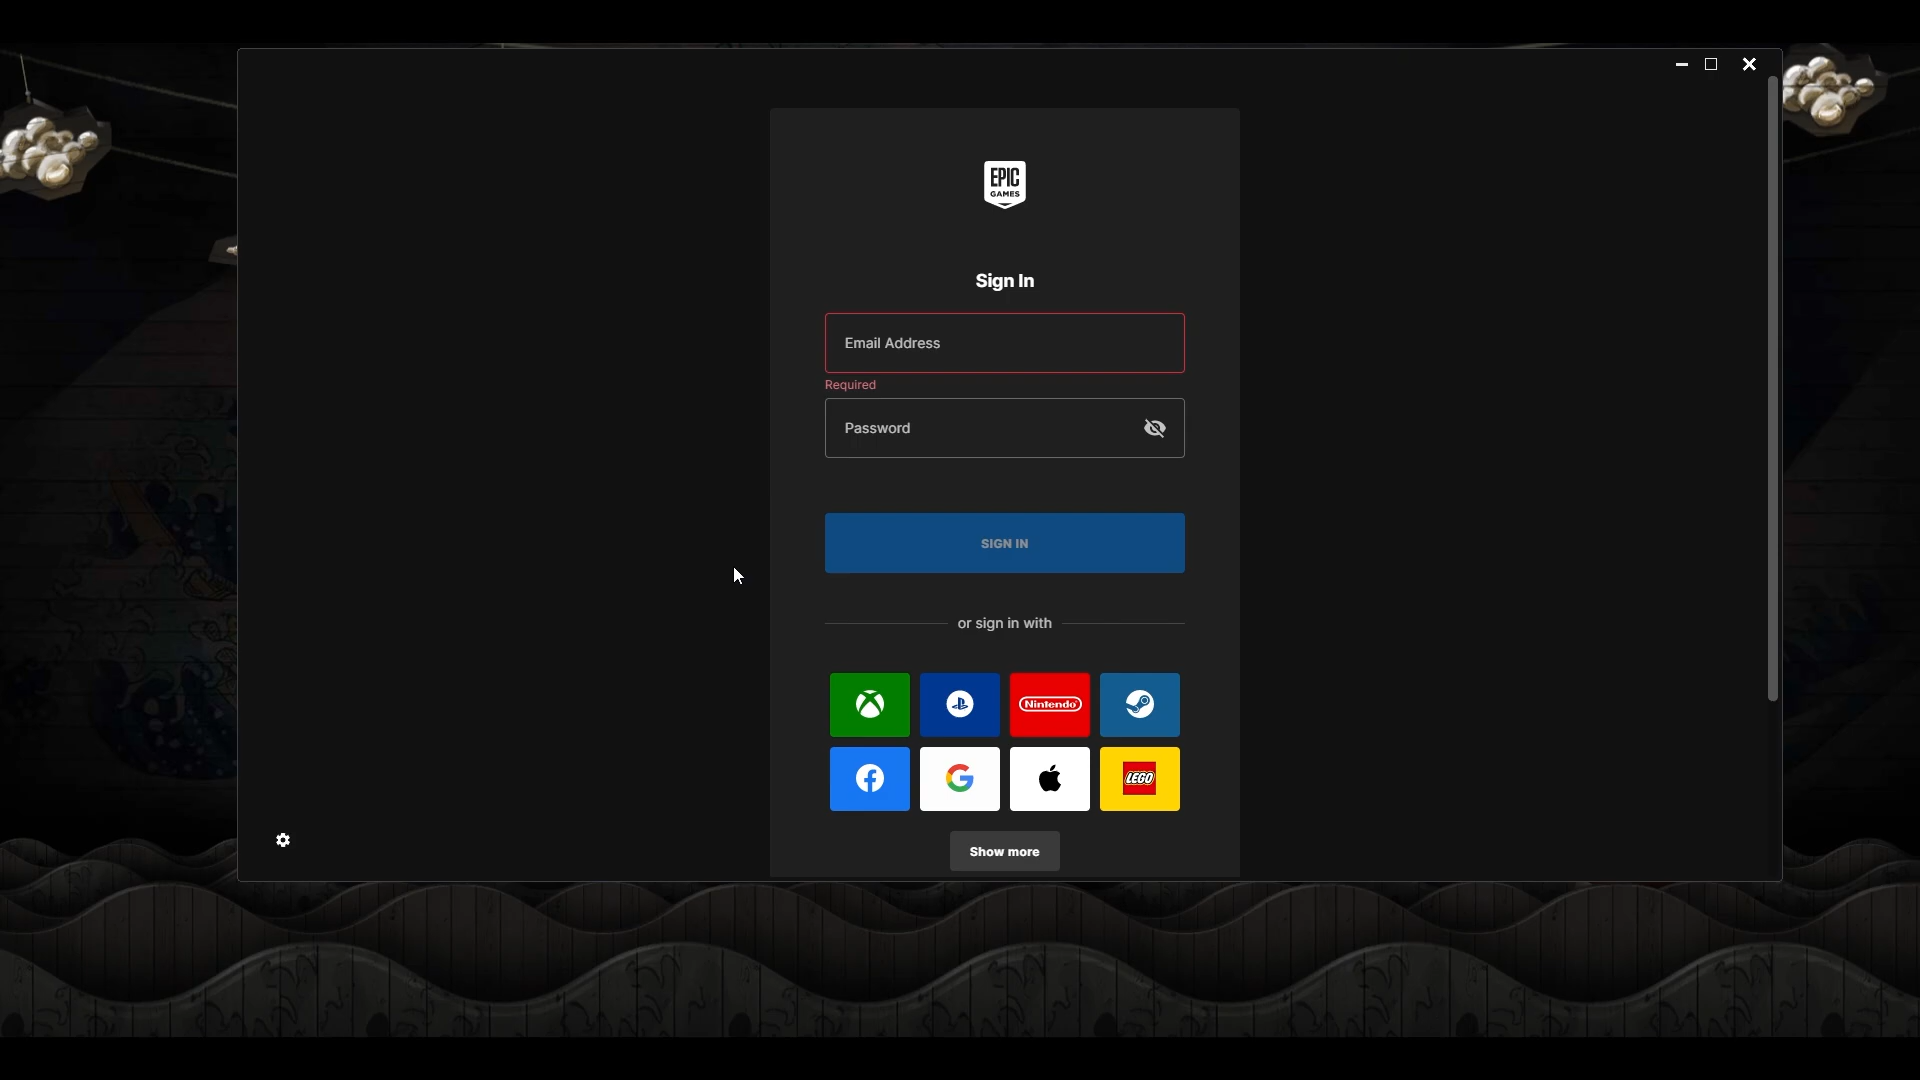 EPIC
GAMES
Sign In
Email Address
Required
Password
SIGN IN
or sign in with
Nintendo
LEGO
Show more